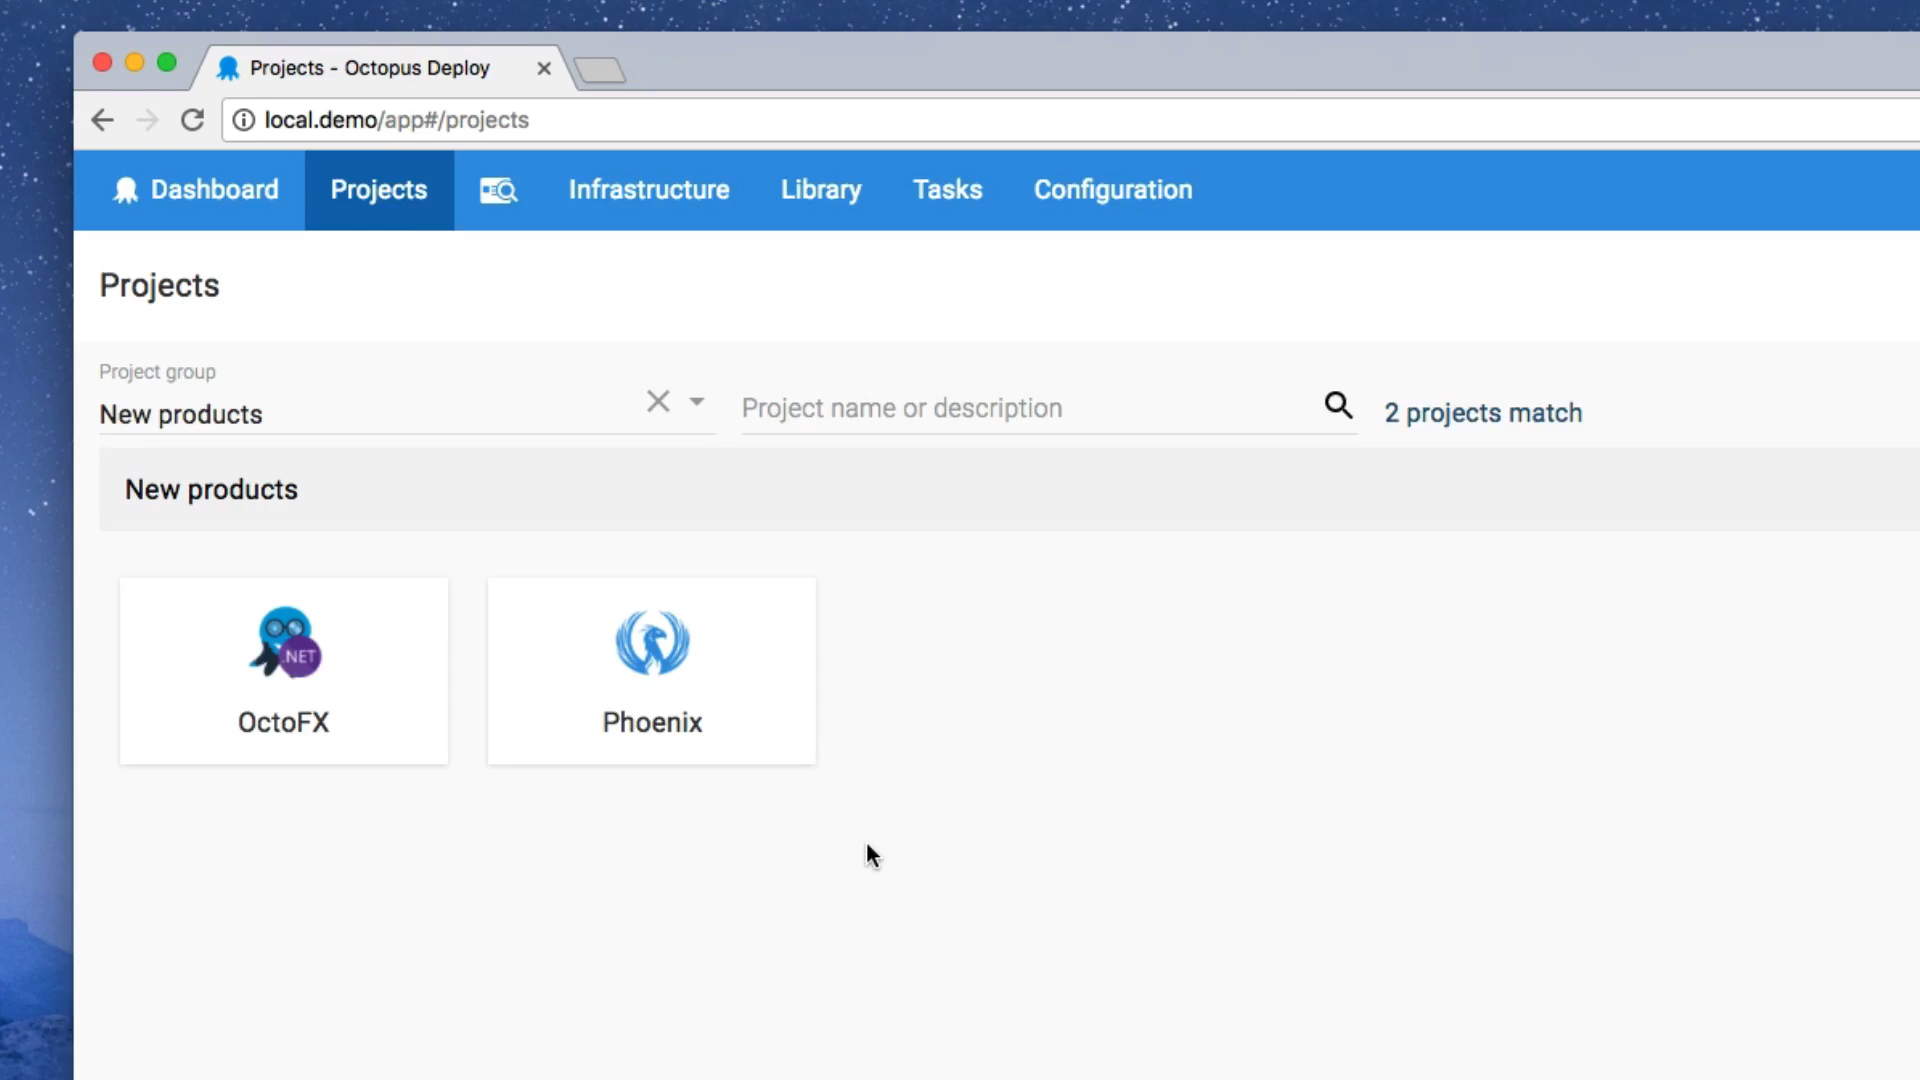 Projects - Octopus Deploy
local.demo/app#/projects
Dashboard Projects Infrastructure Library Tasks Configuration
Projects
Project group
New products
Project name or description
2 projects match
New products
.NET
OctoFX
Phoenix